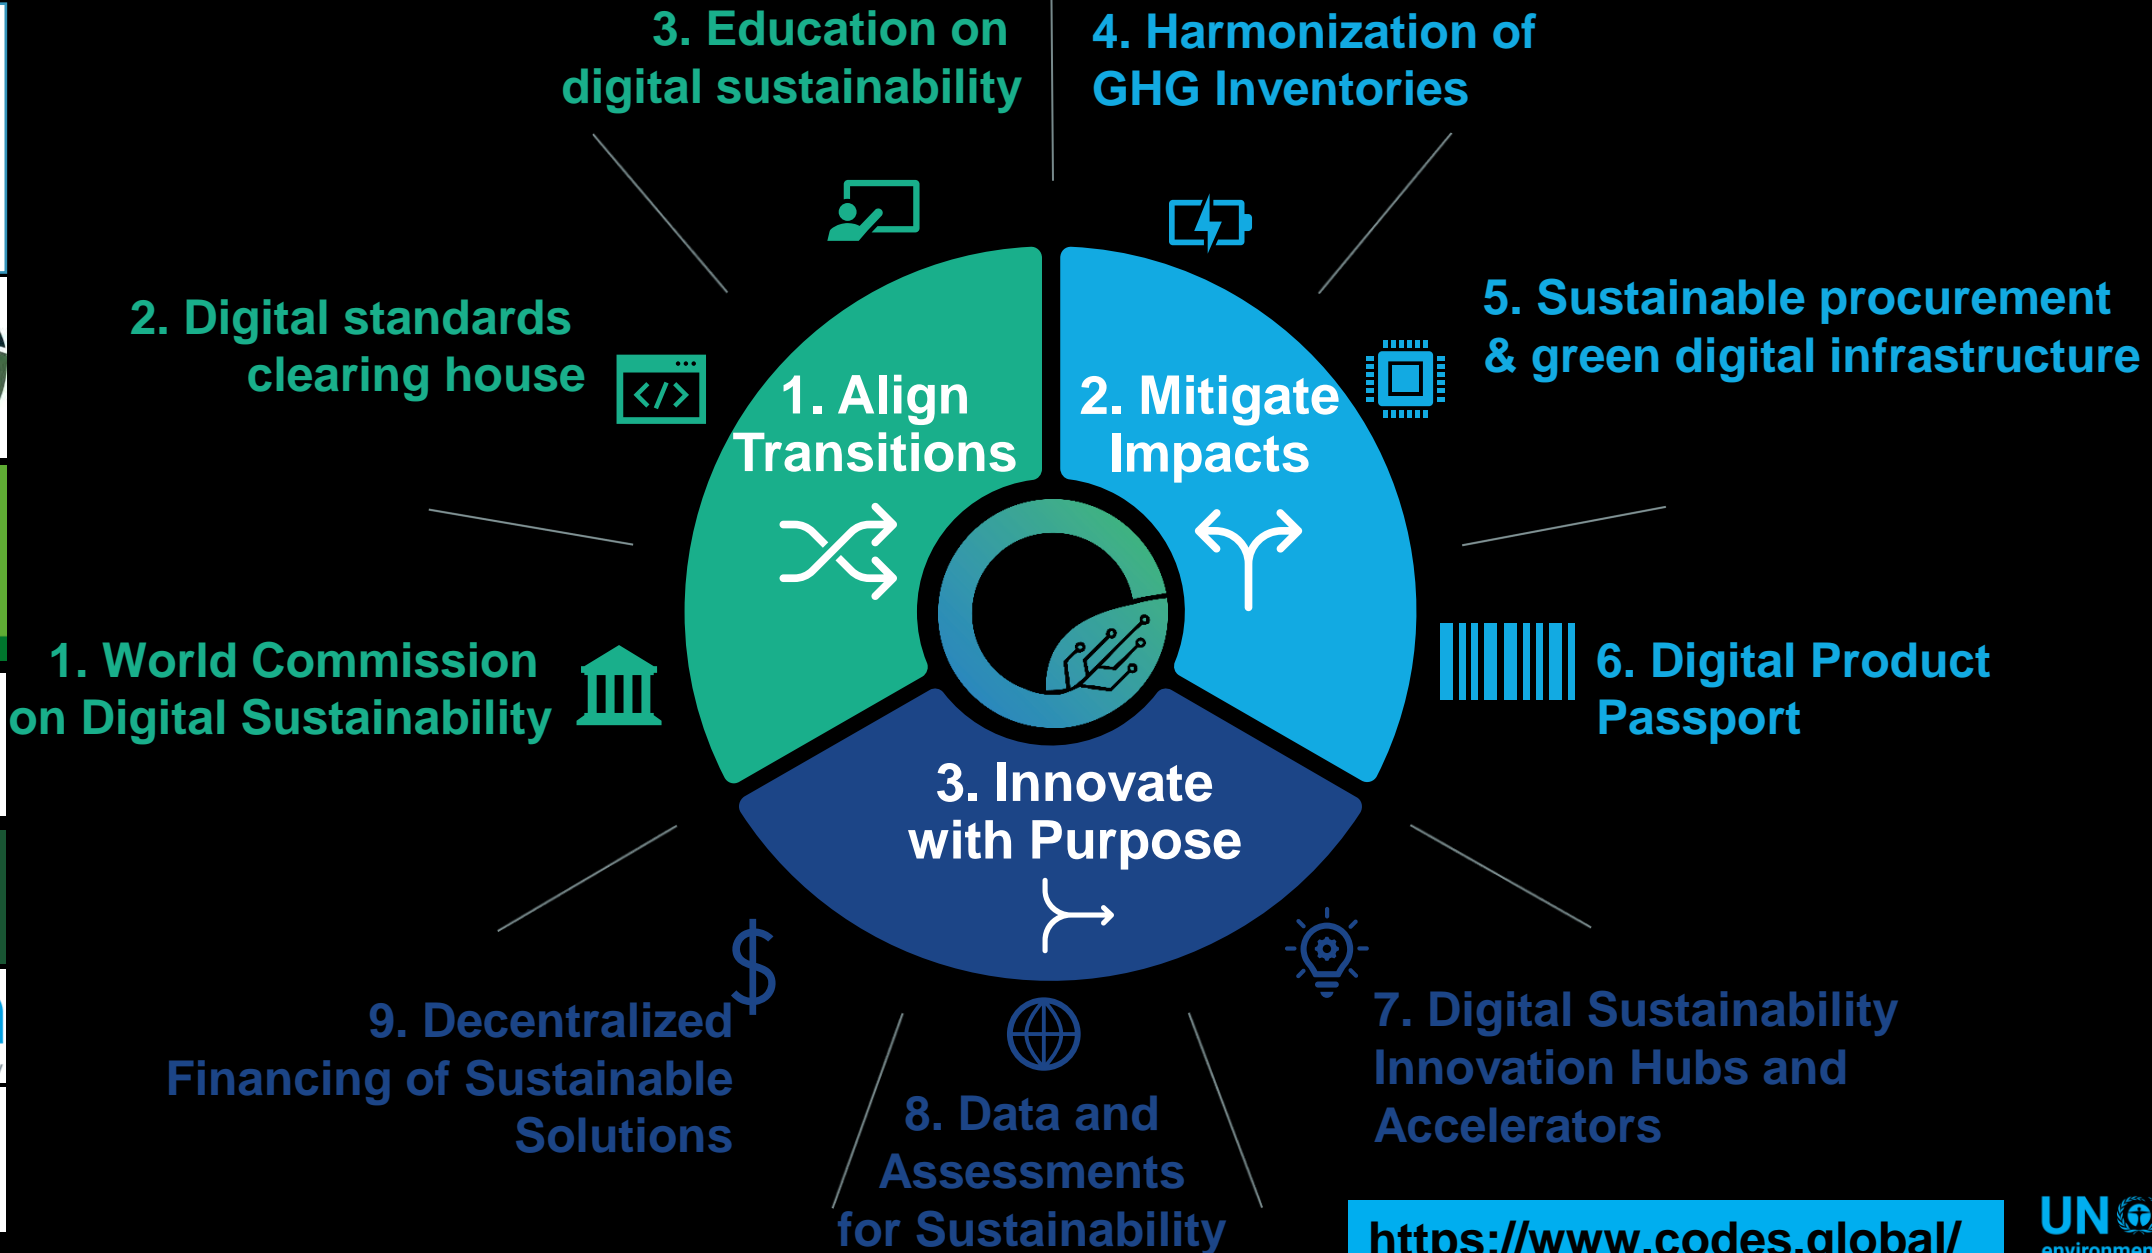 3. Education on
digital sustainability
4. Harmonization of
GHG Inventories
2. Digital standards
clearing house
5. Sustainable procurement
& green digital infrastructure
1. Align
Transitions
2. Mitigate
Impacts
1. World Commission
on Digital Sustainability
6. Digital Product
Passport
3. Innovate
with Purpose
9. Decentralized
Financing of Sustainable
Solutions
8. Data and
Assessments
for Sustainability
7. Digital Sustainability
Innovation Hubs and
Accelerators
https://www.codes.global/
UN
environment